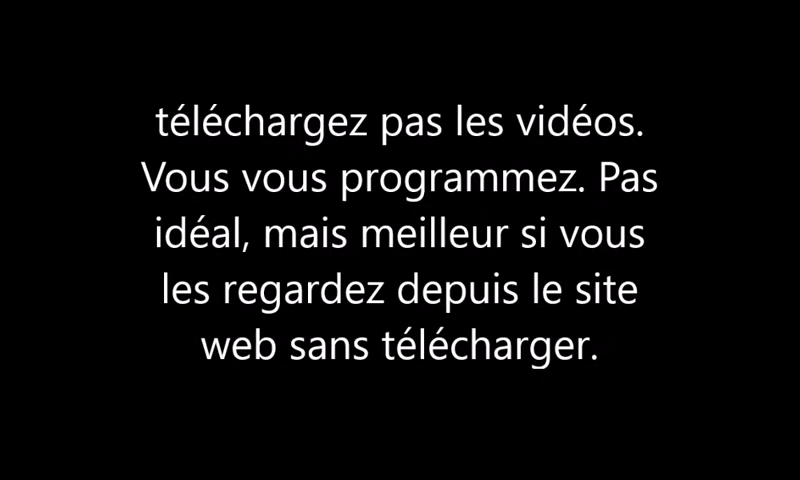 téléchargez pas les vidéos.
Vous vous programmez. Pas
idéal, mais meilleur si vous
les regardez depuis le site
web sans télécharger.